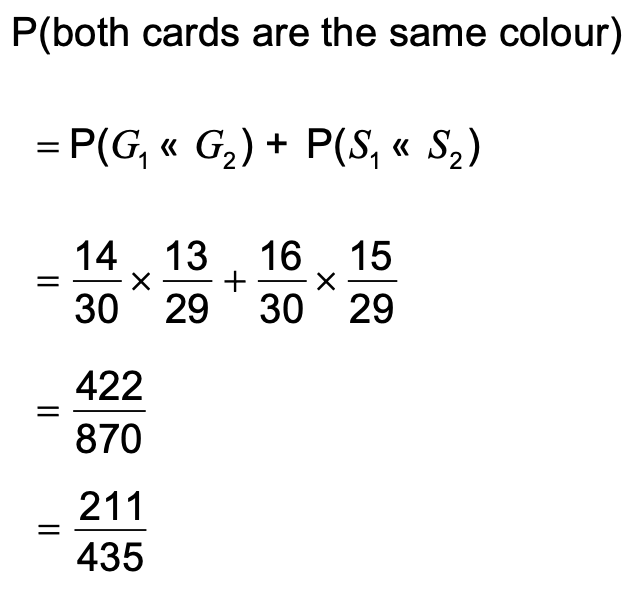 P(both cards are the same colour)
= P(G₁ « G₂) + P(S₁ « S₂)
= 14/30 × 13/29 + 16/30 × 15/29
= 422/870
= 211/435